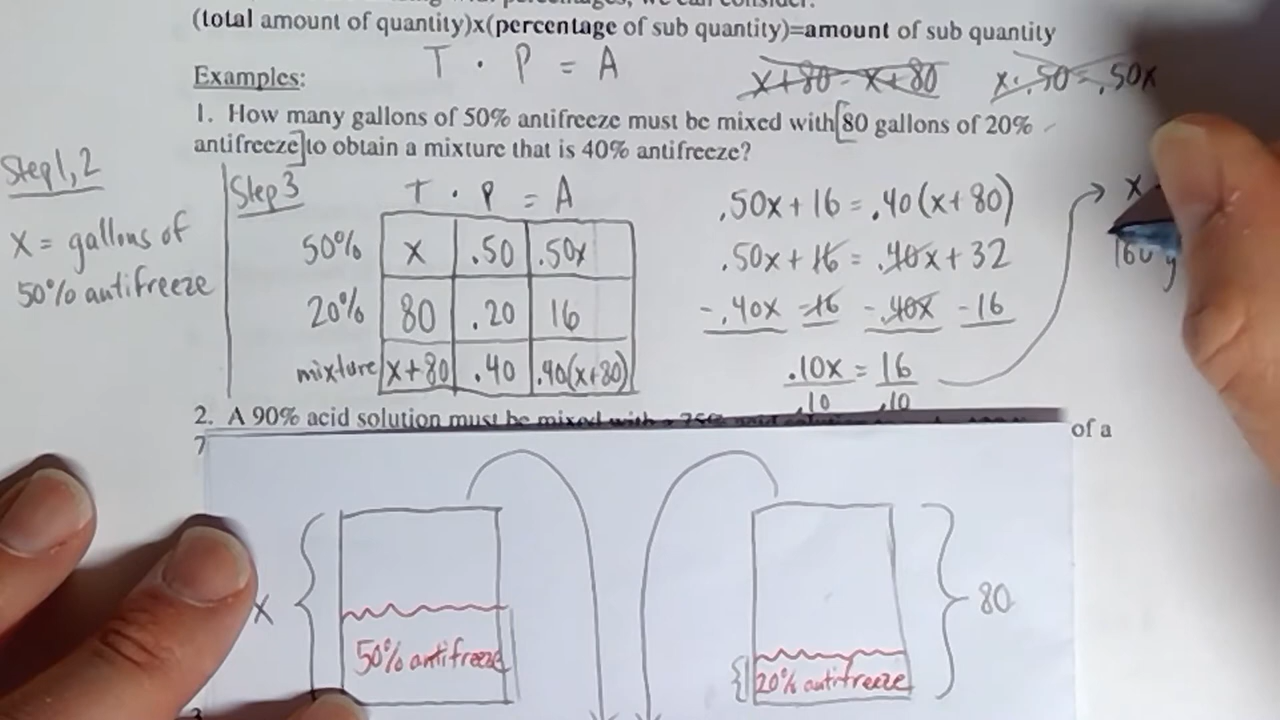 (total amount of quantity)x(percentage of sub quantity)=amount of sub quantity
T · P = A
x+80 - x+80
x · .50 = .50x
Examples:
1. How many gallons of 50% antifreeze must be mixed with [80 gallons of 20%
antifreeze] to obtain a mixture that is 40% antifreeze?
Step 1, 2
x = gallons of
50% antifreeze
Step 3
T · P = A
50% x .50 .50x
20% 80 .20 16
mixture x+80 .40 .40(x+80)
.50x + 16 = .40(x+80)
.50x + 16 = .40x + 32
- .40x - 16 - .40x - 16
.10x = 16
.10 .10
x
160 g
2. A 90% acid solution must be mixed with a 75% of a
7
x
50% antifreeze
20% antifreeze
80
3